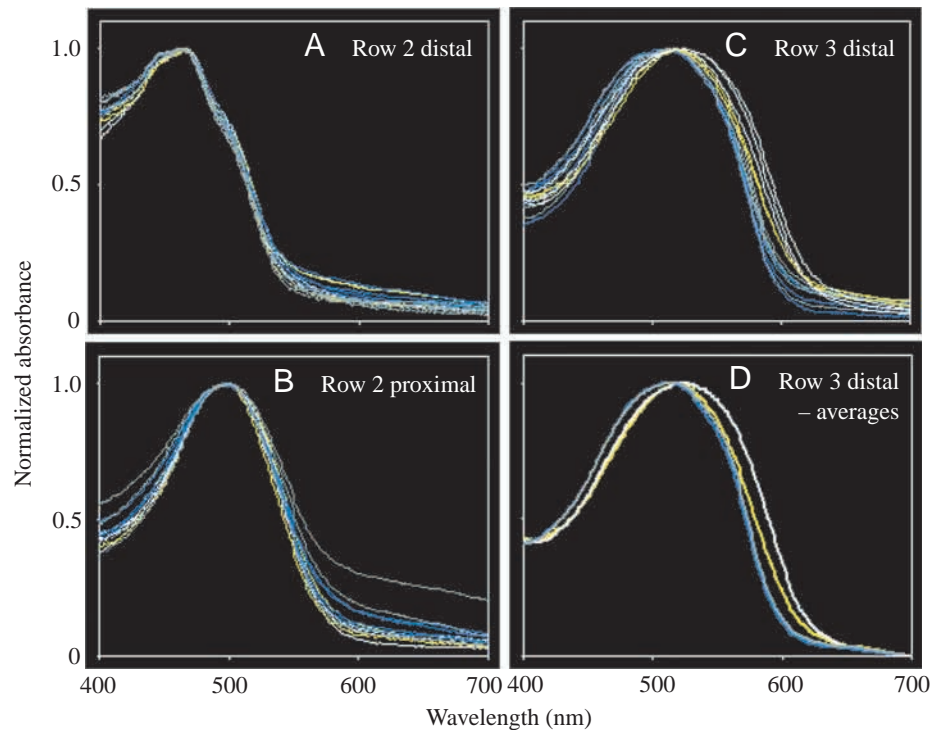 A Row 2 distal
1.0
0.5
0
C Row 3 distal
B Row 2 proximal
1.0
0.5
0
400 500 600 700
D Row 3 distal
– averages
400 500 600 700
Normalized absorbance
Wavelength (nm)